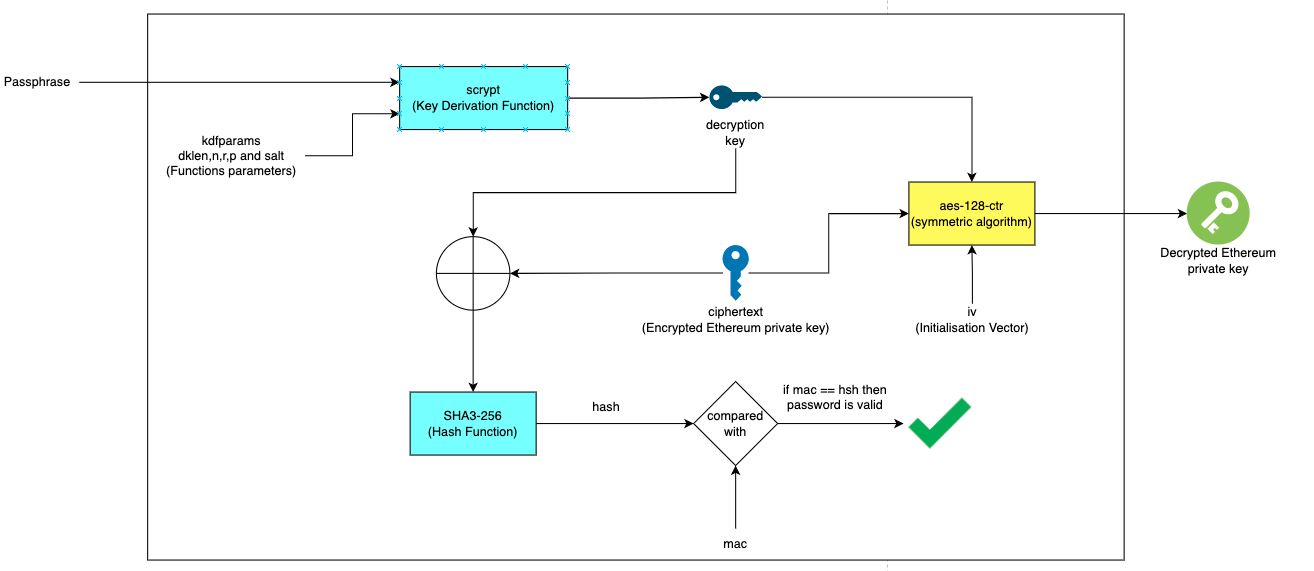 Passphrase
scrypt
(Key Derivation Function)
kdfparams
dklen,n,r,p and salt
(Functions parameters)
decryption
key
aes-128-ctr
(symmetric algorithm)
Decrypted Ethereum
private key
ciphertext
(Encrypted Ethereum private key)
iv
(Initialisation Vector)
SHA3-256
(Hash Function)
hash
compared
with
if mac == hsh then
password is valid
mac